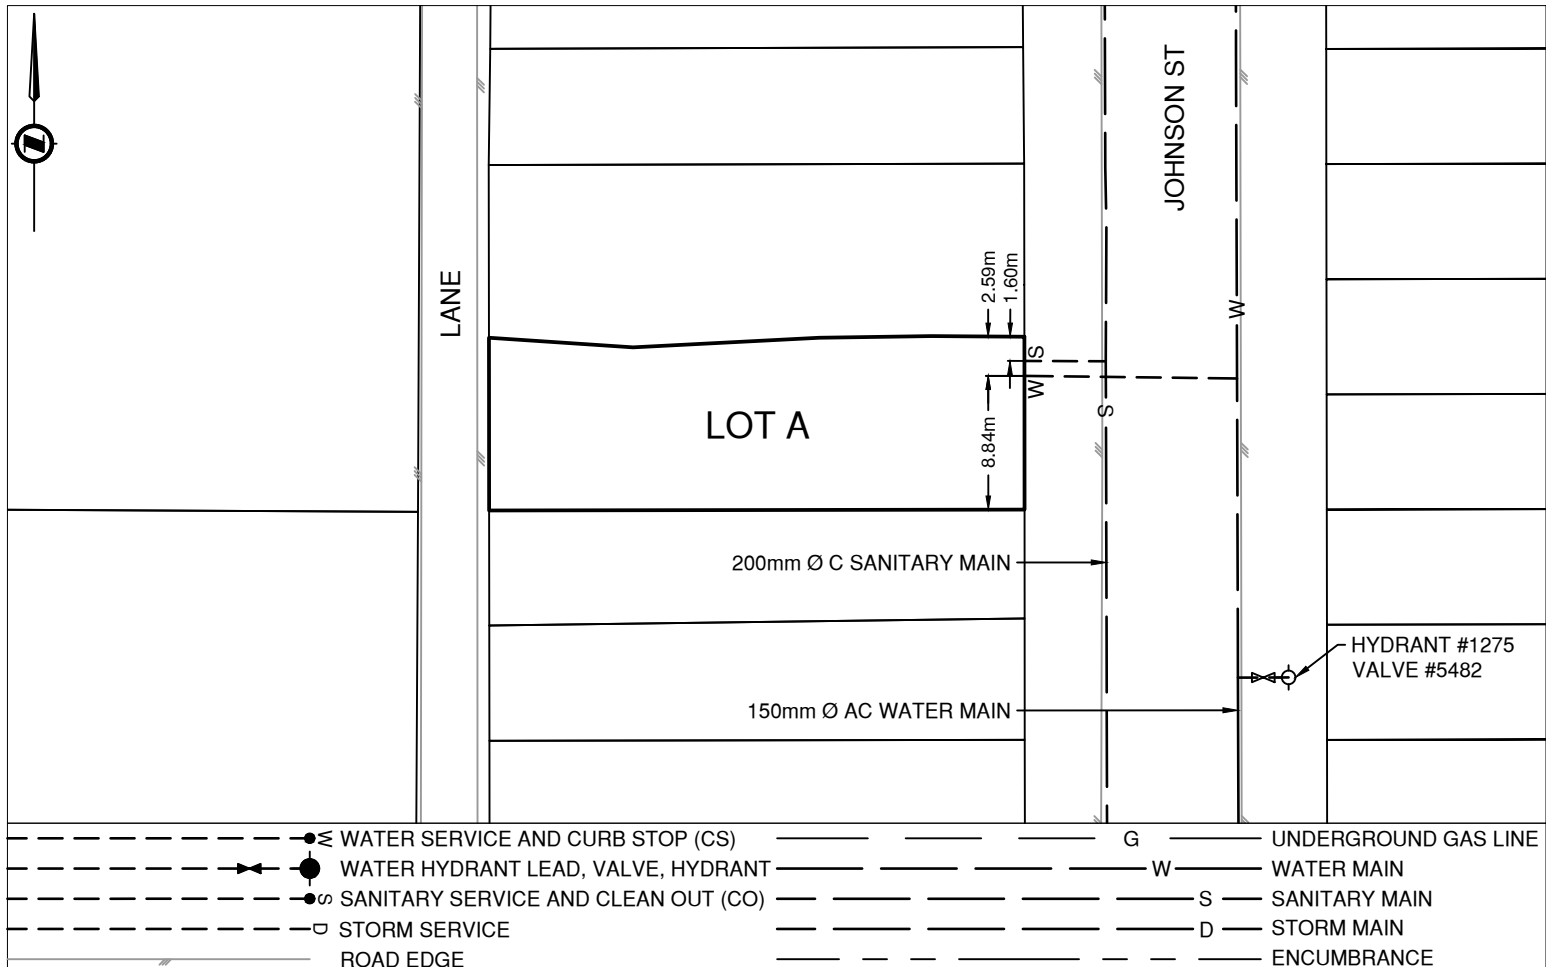 JOHNSON ST
LANE
2.59m
1.60m
W
S
W
S
8.84m
LOT A
200mm Ø C SANITARY MAIN
HYDRANT #1275
VALVE #5482
150mm Ø AC WATER MAIN
W WATER SERVICE AND CURB STOP (CS)
WATER HYDRANT LEAD, VALVE, HYDRANT
S SANITARY SERVICE AND CLEAN OUT (CO)
D STORM SERVICE
ROAD EDGE
G UNDERGROUND GAS LINE
W WATER MAIN
S SANITARY MAIN
D STORM MAIN
ENCUMBRANCE